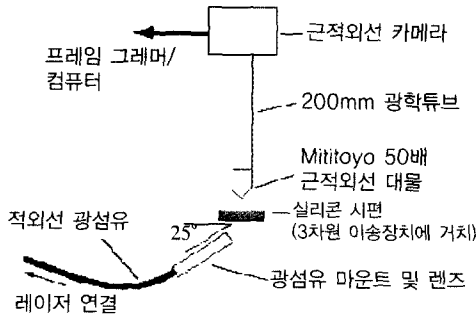 근적외선 카메라
프레임 그레머/
컴퓨터
200mm 광학튜브
Mititoyo 50배
근적외선 대물
실리콘 시편
(3차원 이송장치에 거치)
적외선 광섬유
25°
광섬유 마운트 및 렌즈
레이저 연결